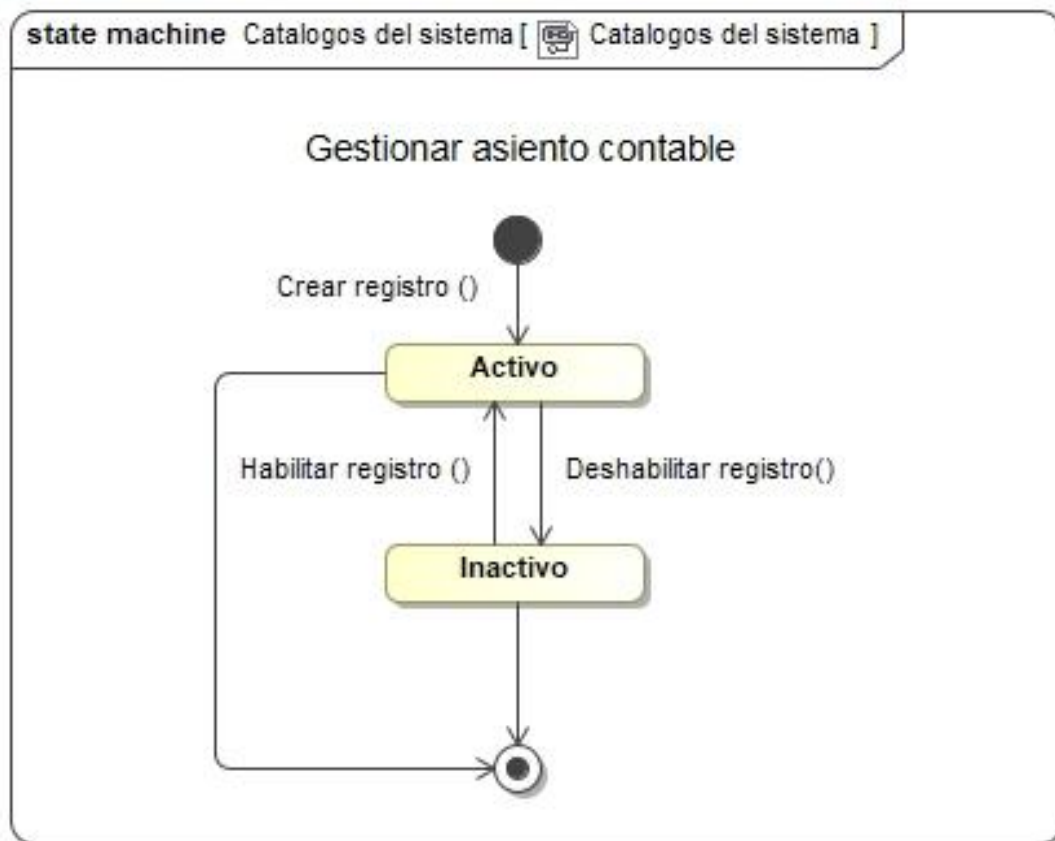 state machine Catalogos del sistema [ Catalogos del sistema ]
Gestionar asiento contable
Crear registro ()
Activo
Habilitar registro ()
Deshabilitar registro()
Inactivo